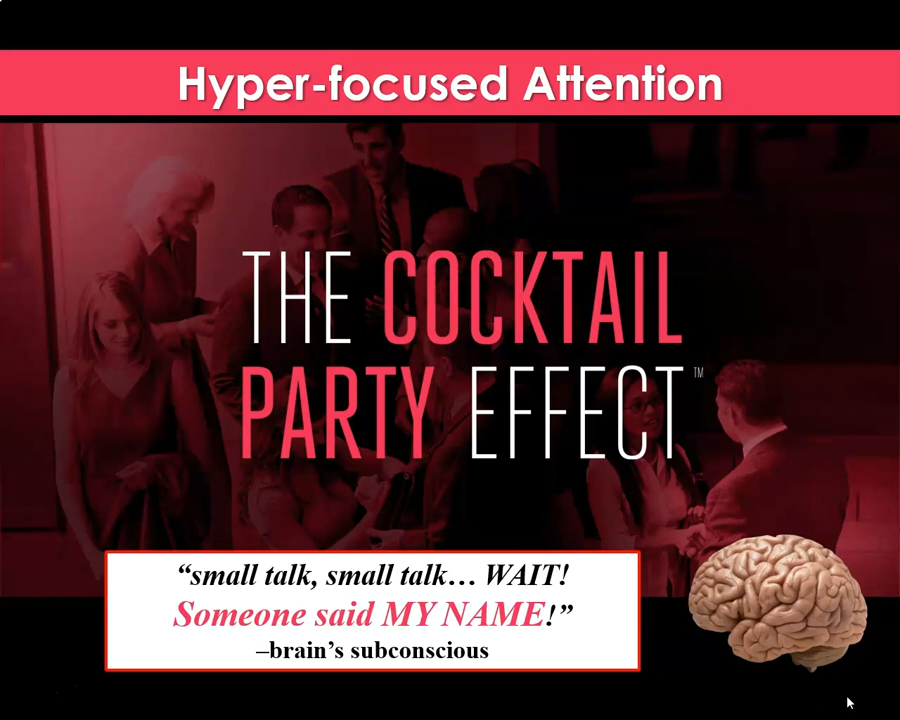 Hyper-focused Attention
THE COCKTAIL
PARTY EFFECT™
“small talk, small talk… WAIT!
Someone said MY NAME!”
–brain’s subconscious